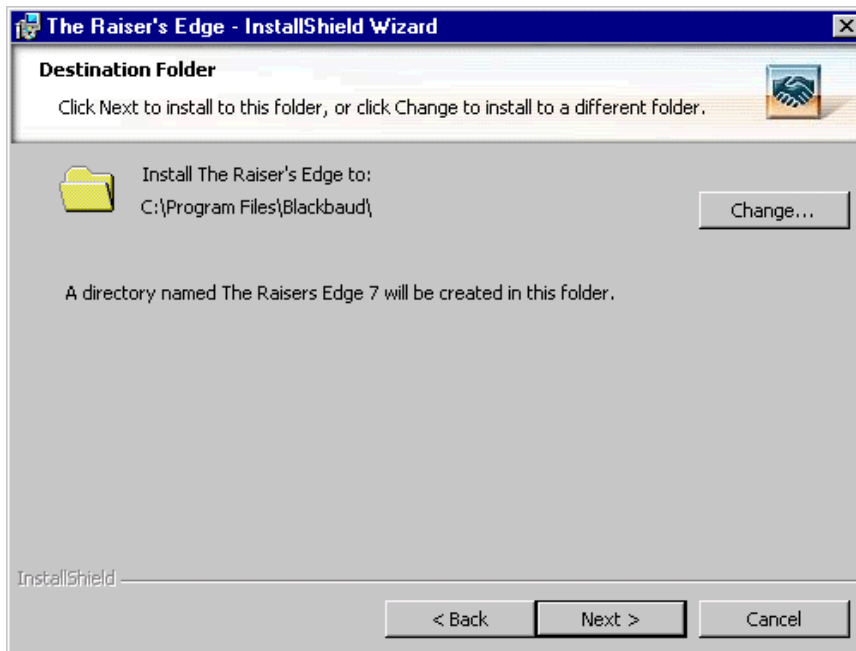 The Raiser's Edge - InstallShield Wizard
Destination Folder
Click Next to install to this folder, or click Change to install to a different folder.
Install The Raiser's Edge to:
C:\Program Files\Blackbaud\
Change...
A directory named The Raisers Edge 7 will be created in this folder.
InstallShield
< Back
Next >
Cancel